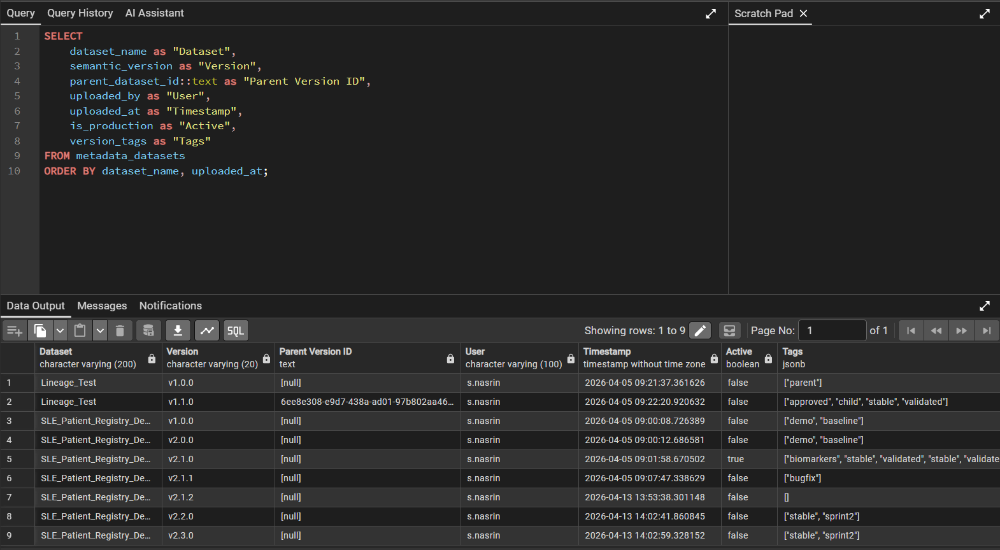 Query Query History AI Assistant
Scratch Pad
1 SELECT
2 dataset_name as "Dataset",
3 semantic_version as "Version",
4 parent_dataset_id::text as "Parent Version ID",
5 uploaded_by as "User",
6 uploaded_at as "Timestamp",
7 is_production as "Active",
8 version_tags as "Tags"
9 FROM metadata_datasets
10 ORDER BY dataset_name, uploaded_at;
Data Output Messages Notifications
SQL Showing rows: 1 to 9 Page No: 1 of 1
Dataset Version Parent Version ID User Timestamp Active Tags
character varying (200) character varying (20) text character varying (100) timestamp without time zone boolean jsonb
1 Lineage_Test v1.0.0 [null] s.nasrin 2026-04-05 09:21:37.361626 false ["parent"]
2 Lineage_Test v1.1.0 6ee8e308-e9d7-438a-ad01-97b802aa46... s.nasrin 2026-04-05 09:22:20.920632 false ["approved", "child", "stable", "validated"]
3 SLE_Patient_Registry_De... v1.0.0 [null] s.nasrin 2026-04-05 09:00:08.726389 false ["demo", "baseline"]
4 SLE_Patient_Registry_De... v2.0.0 [null] s.nasrin 2026-04-05 09:00:12.686581 false ["demo", "baseline"]
5 SLE_Patient_Registry_De... v2.1.0 [null] s.nasrin 2026-04-05 09:01:58.670502 true ["biomarkers", "stable", "validated", "stable", "validate
6 SLE_Patient_Registry_De... v2.1.1 [null] s.nasrin 2026-04-05 09:07:47.338629 false ["bugfix"]
7 SLE_Patient_Registry_De... v2.1.2 [null] s.nasrin 2026-04-13 13:53:38.301148 false []
8 SLE_Patient_Registry_De... v2.2.0 [null] s.nasrin 2026-04-13 14:02:41.860845 false ["stable", "sprint2"]
9 SLE_Patient_Registry_De... v2.3.0 [null] s.nasrin 2026-04-13 14:02:59.328152 false ["stable", "sprint2"]